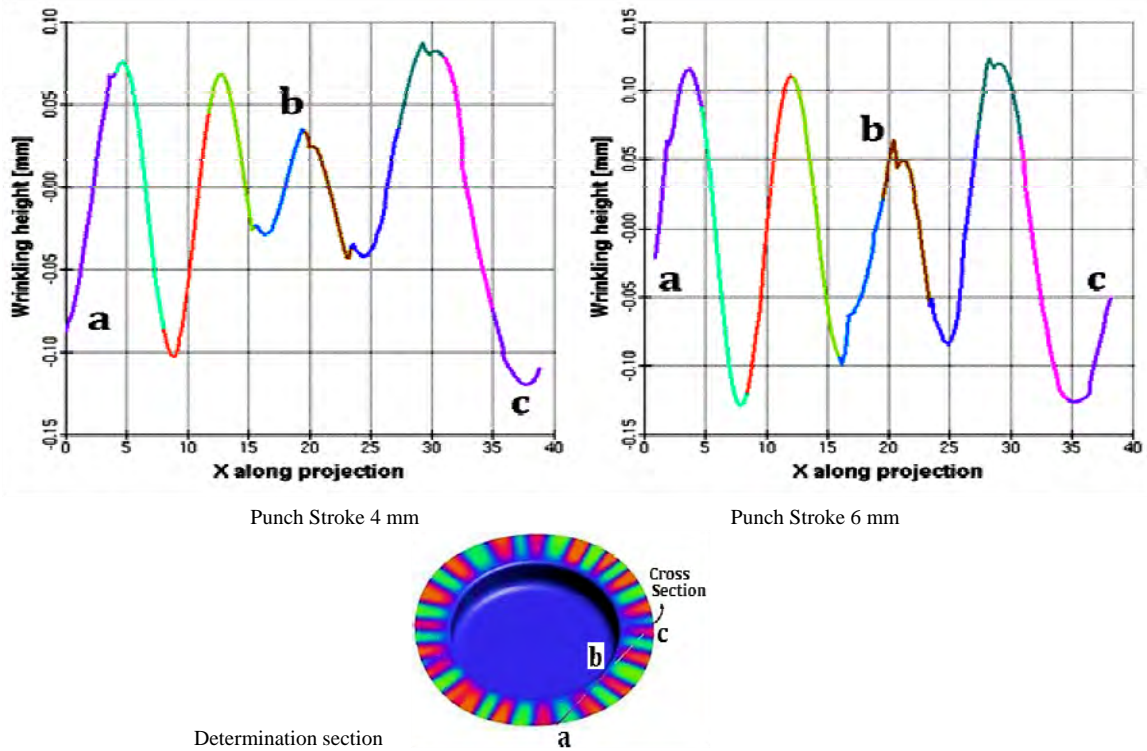 0.10
0.05
-0.00
-0.05
-0.10
-0.15
Wrinkling height [mm]
a
b
c
0 5 10 15 20 25 30 35 40
X along projection
0.15
0.10
0.05
-0.00
-0.05
-0.10
-0.15
Wrinkling height [mm]
a
b
c
0 5 10 15 20 25 30 35 40
X along projection
Punch Stroke 4 mm
Punch Stroke 6 mm
Cross
Section
c
b
a
Determination section